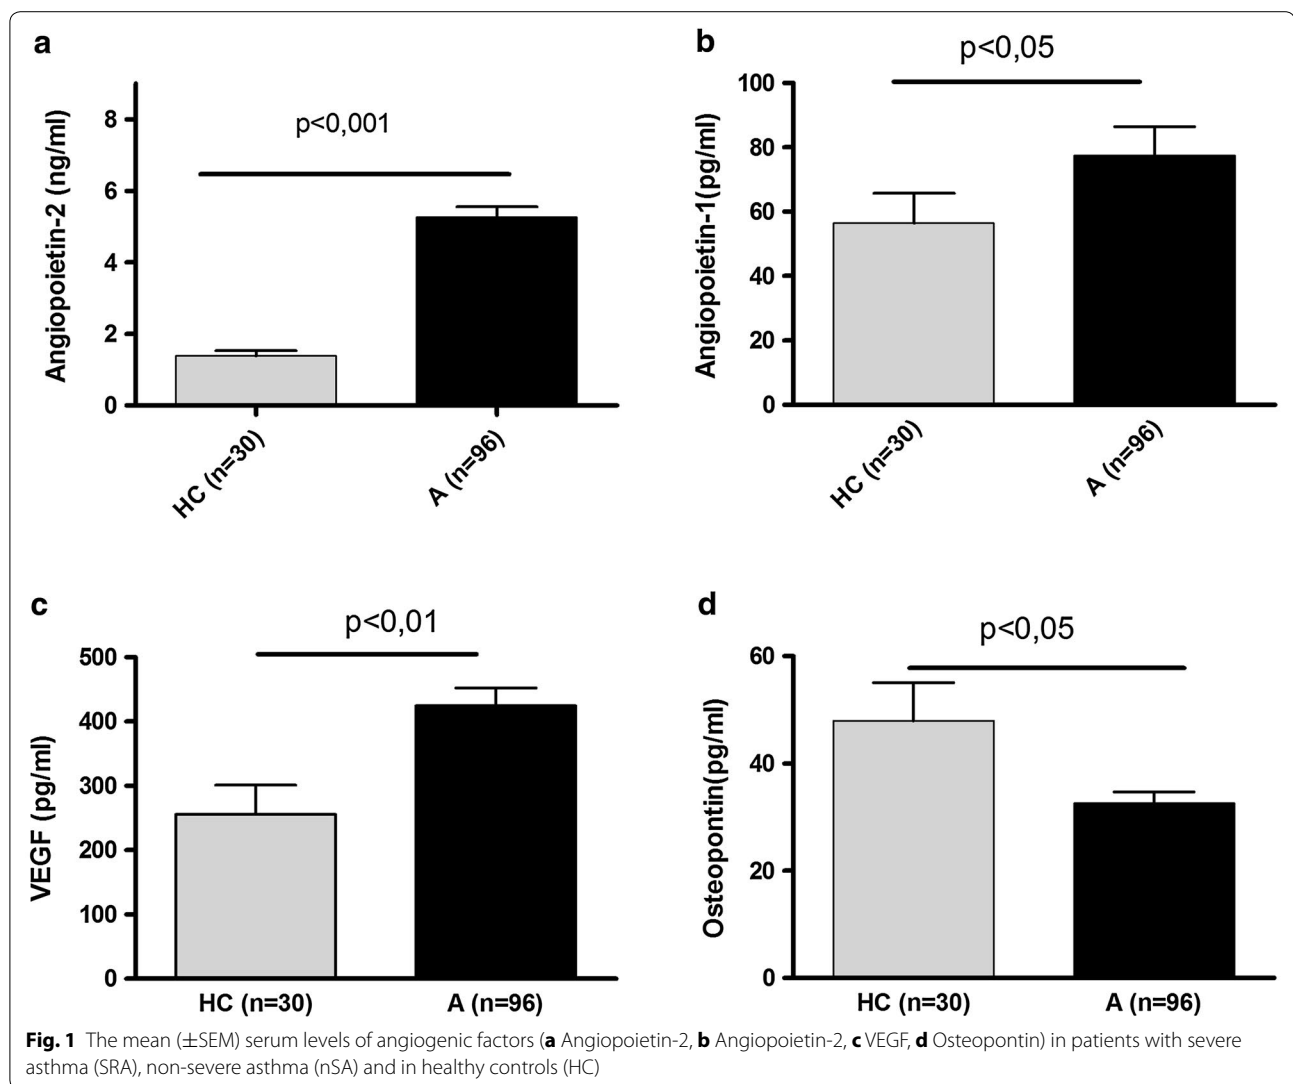 a
p<0,001
Angiopoietin-2 (ng/ml)
8
6
4
2
0
HC (n=30)
A (n=96)
b
p<0,05
Angiopoietin-1(pg/ml)
100
80
60
40
20
0
HC (n=30)
A (n=96)
c
p<0,01
VEGF (pg/ml)
500
400
300
200
100
0
HC (n=30)
A (n=96)
d
p<0,05
Osteopontin(pg/ml)
60
40
20
0
HC (n=30)
A (n=96)
Fig. 1 The mean (±SEM) serum levels of angiogenic factors (a Angiopoietin-2, b Angiopoietin-2, c VEGF, d Osteopontin) in patients with severe
asthma (SRA), non-severe asthma (nSA) and in healthy controls (HC)